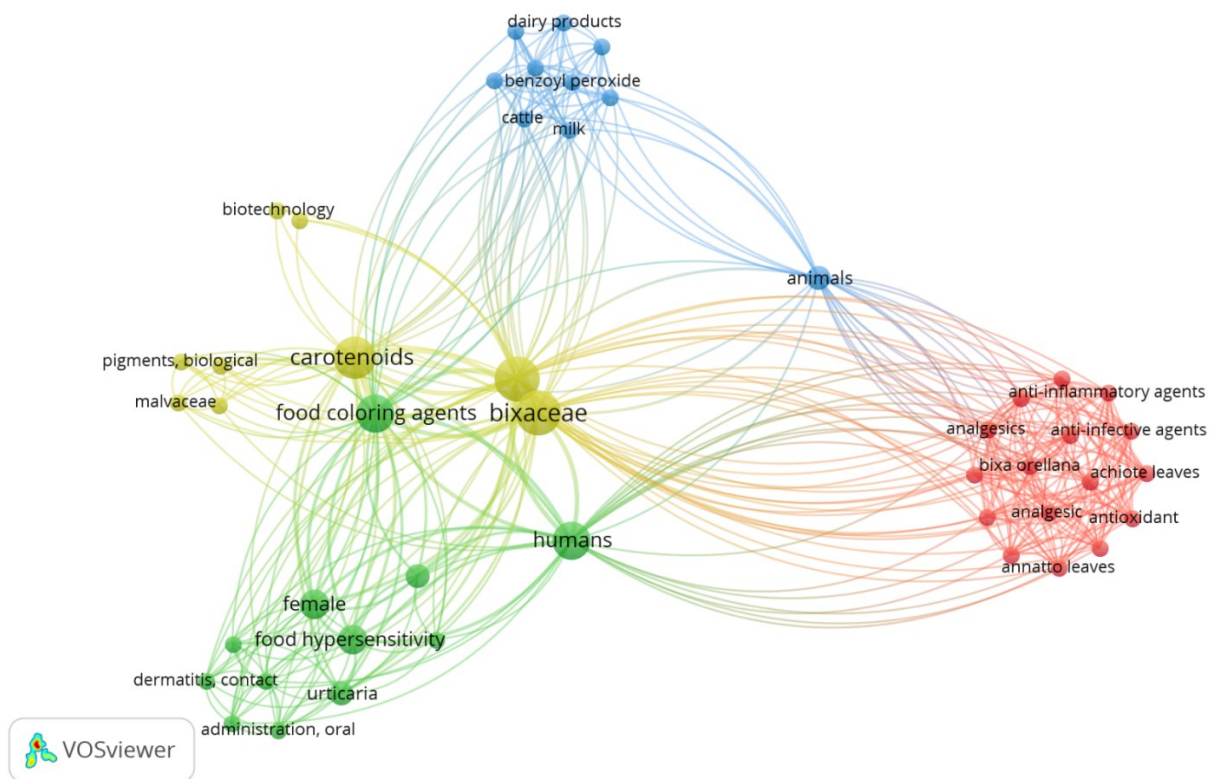 dairy products
benzoyl peroxide
cattle
milk
biotechnology
animals
carotenoids
pigments, biological
malvaceae
food coloring agents
bixaceae
anti-inflammatory agents
analgesics
anti-infective agents
bixa orellana
achiote leaves
analgesic
antioxidant
annatto leaves
humans
female
food hypersensitivity
dermatitis, contact
urticaria
administration, oral
VOSviewer